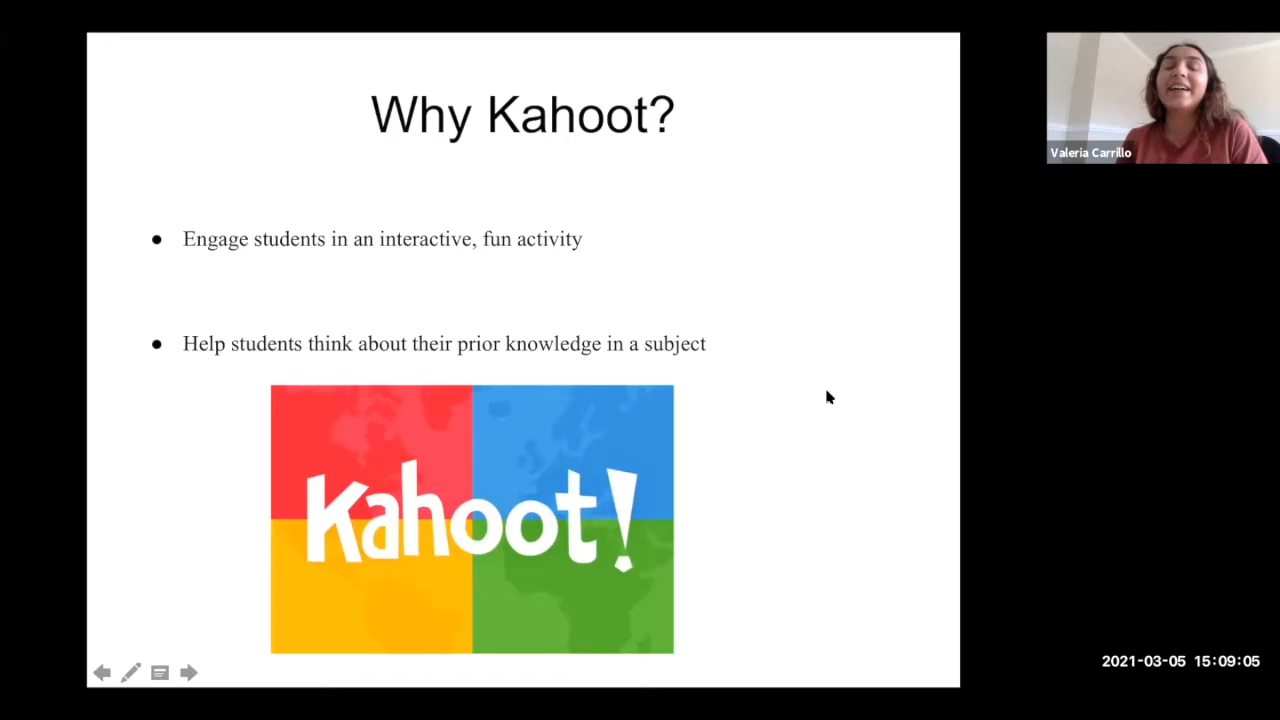 Why Kahoot?
Valeria Carrillo
● Engage students in an interactive, fun activity
● Help students think about their prior knowledge in a subject
Kahoot!
2021-03-05 15:09:05